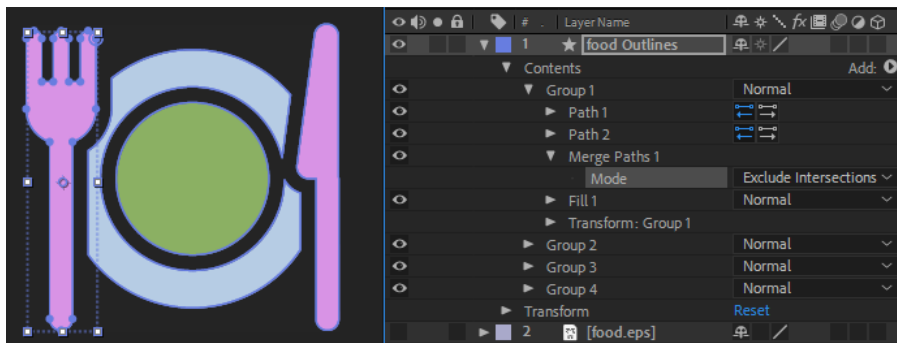 # . Layer Name fx
1 food Outlines
Contents Add:
Group 1 Normal
Path 1
Path 2
Merge Paths 1
Mode Exclude Intersections
Fill 1 Normal
Transform: Group 1
Group 2 Normal
Group 3 Normal
Group 4 Normal
Transform Reset
2 [food.eps]